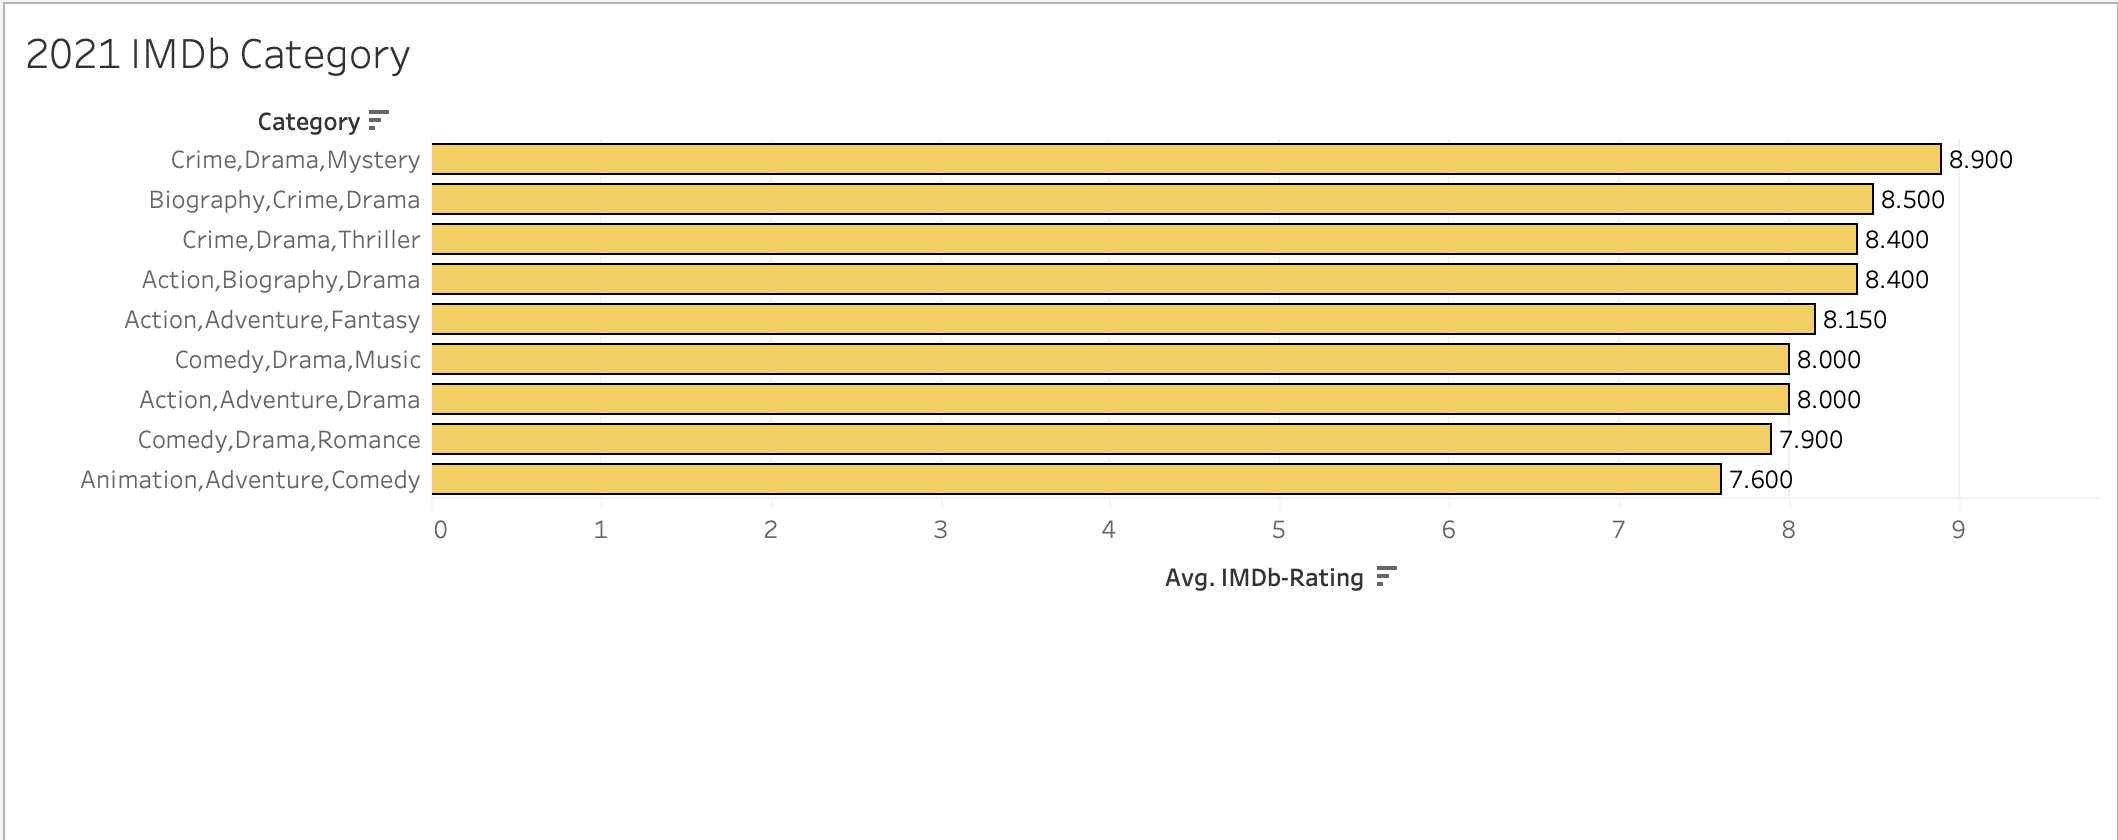 2021 IMDb Category
Category
Crime,Drama,Mystery 8.900
Biography,Crime,Drama 8.500
Crime,Drama,Thriller 8.400
Action,Biography,Drama 8.400
Action,Adventure,Fantasy 8.150
Comedy,Drama,Music 8.000
Action,Adventure,Drama 8.000
Comedy,Drama,Romance 7.900
Animation,Adventure,Comedy 7.600
0 1 2 3 4 5 6 7 8 9
Avg. IMDb-Rating